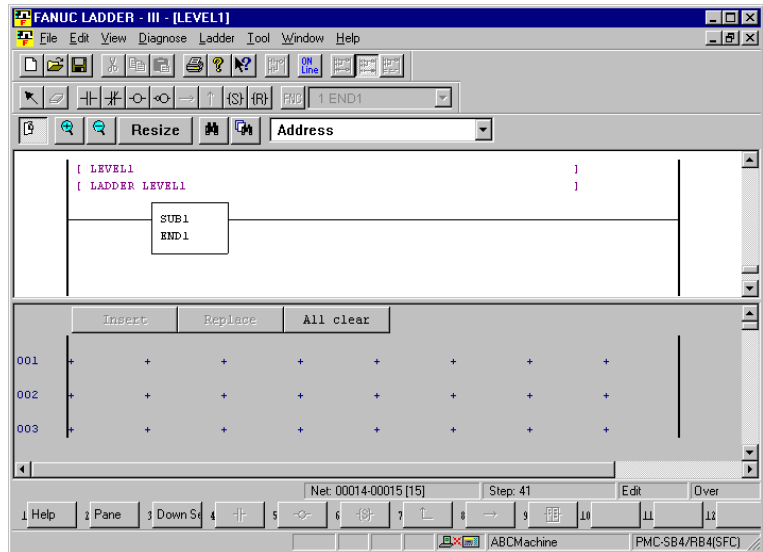 FANUC LADDER - III - [LEVEL1]
File Edit View Diagnose Ladder Tool Window Help
ON Line
(S) (R) FNC 1 END1
Resize Address
[ LEVEL1 ]
[ LADDER LEVEL1 ]
SUB1
END1
Insert Replace All clear
001
002
003
Net: 00014-00015 [15] Step: 41 Edit Over
1 Help 2 Pane 3 Down Se 4 5 6 (S) 7 8 9 10 11 12
ABCMachine PMC-SB4/RB4(SFC)